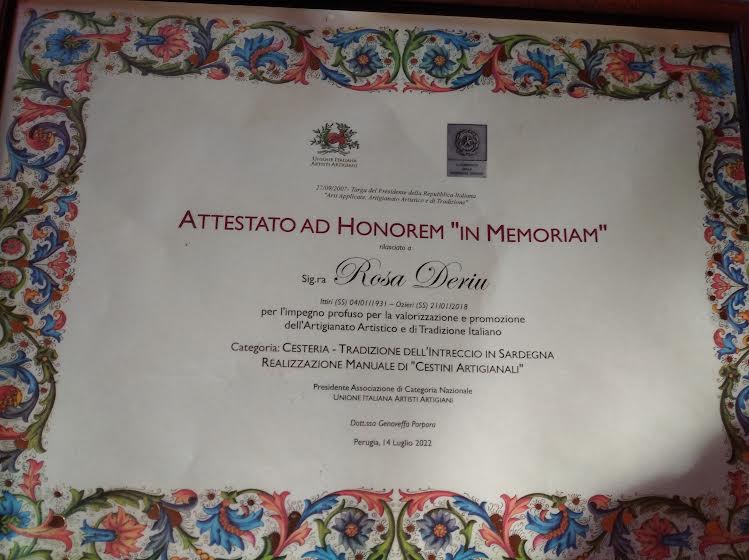 Unione Italiana
Artisti Artigiani
27/09/2007- Targa del Presidente della Repubblica Italiana
"Arti Applicate, Artigianato Artistico e di Tradizione"
ATTESTATO AD HONOREM "IN MEMORIAM"
rilasciato a
Sig.ra Rosa Deriu
Ittiri (SS) 04/01/1931 – Ozieri (SS) 21/01/2018
per l'impegno profuso per la valorizzazione e promozione
dell'Artigianato Artistico e di Tradizione Italiano
Categoria: CESTERIA - TRADIZIONE DELL'INTRECCIO IN SARDEGNA
REALIZZAZIONE MANUALE DI "CESTINI ARTIGIANALI"
Presidente Associazione di Categoria Nazionale
UNIONE ITALIANA ARTISTI ARTIGIANI
Dott.ssa Genoveffa Porpora
Perugia, 14 Luglio 2022